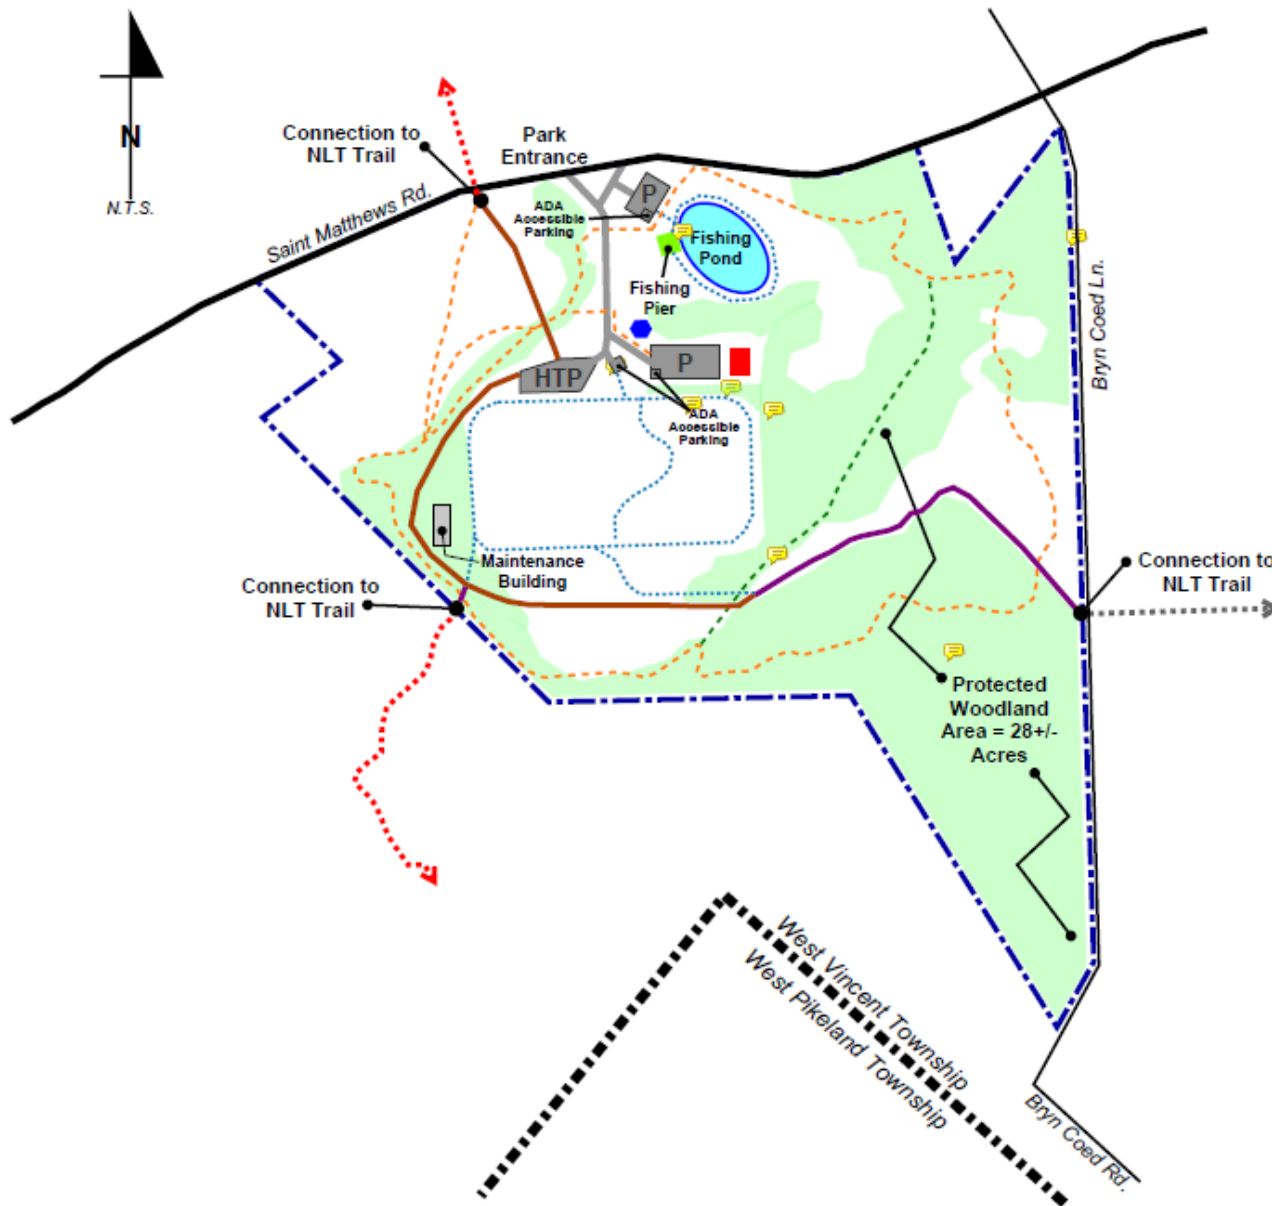 N
N.T.S.
Connection to
NLT Trail
Park
Entrance
Saint Matthews Rd.
P
ADA
Accessible
Parking
Fishing
Pond
Fishing
Pier
Bryn Coed Ln.
HTP
P
ADA
Accessible
Parking
Maintenance
Building
Connection to
NLT Trail
Connection to
NLT Trail
Protected
Woodland
Area = 28+/-
Acres
West Vincent Township
West Pikeland Township
Bryn Coed Rd.